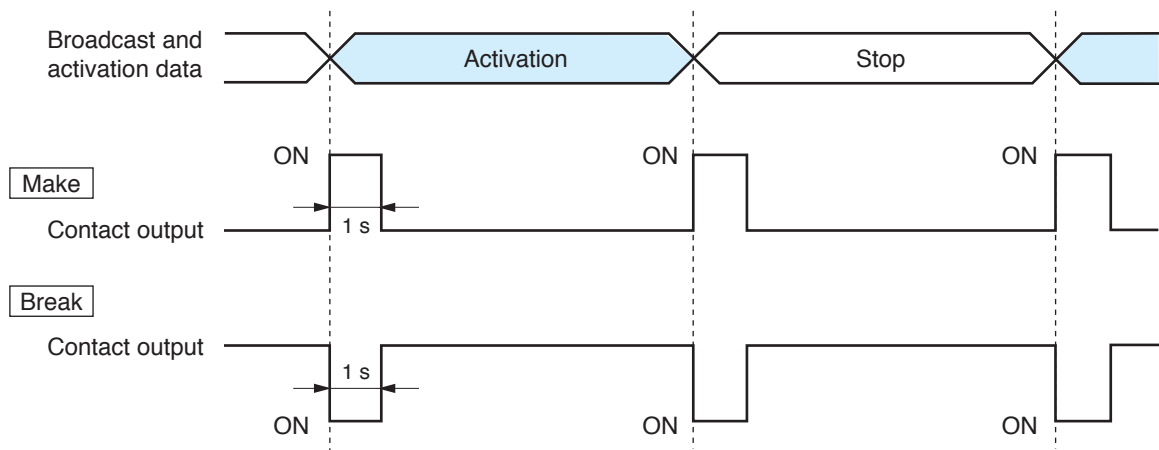 Broadcast and
activation data
Activation
Stop
ON
ON
ON
Make
Contact output
1 s
Break
Contact output
1 s
ON
ON
ON